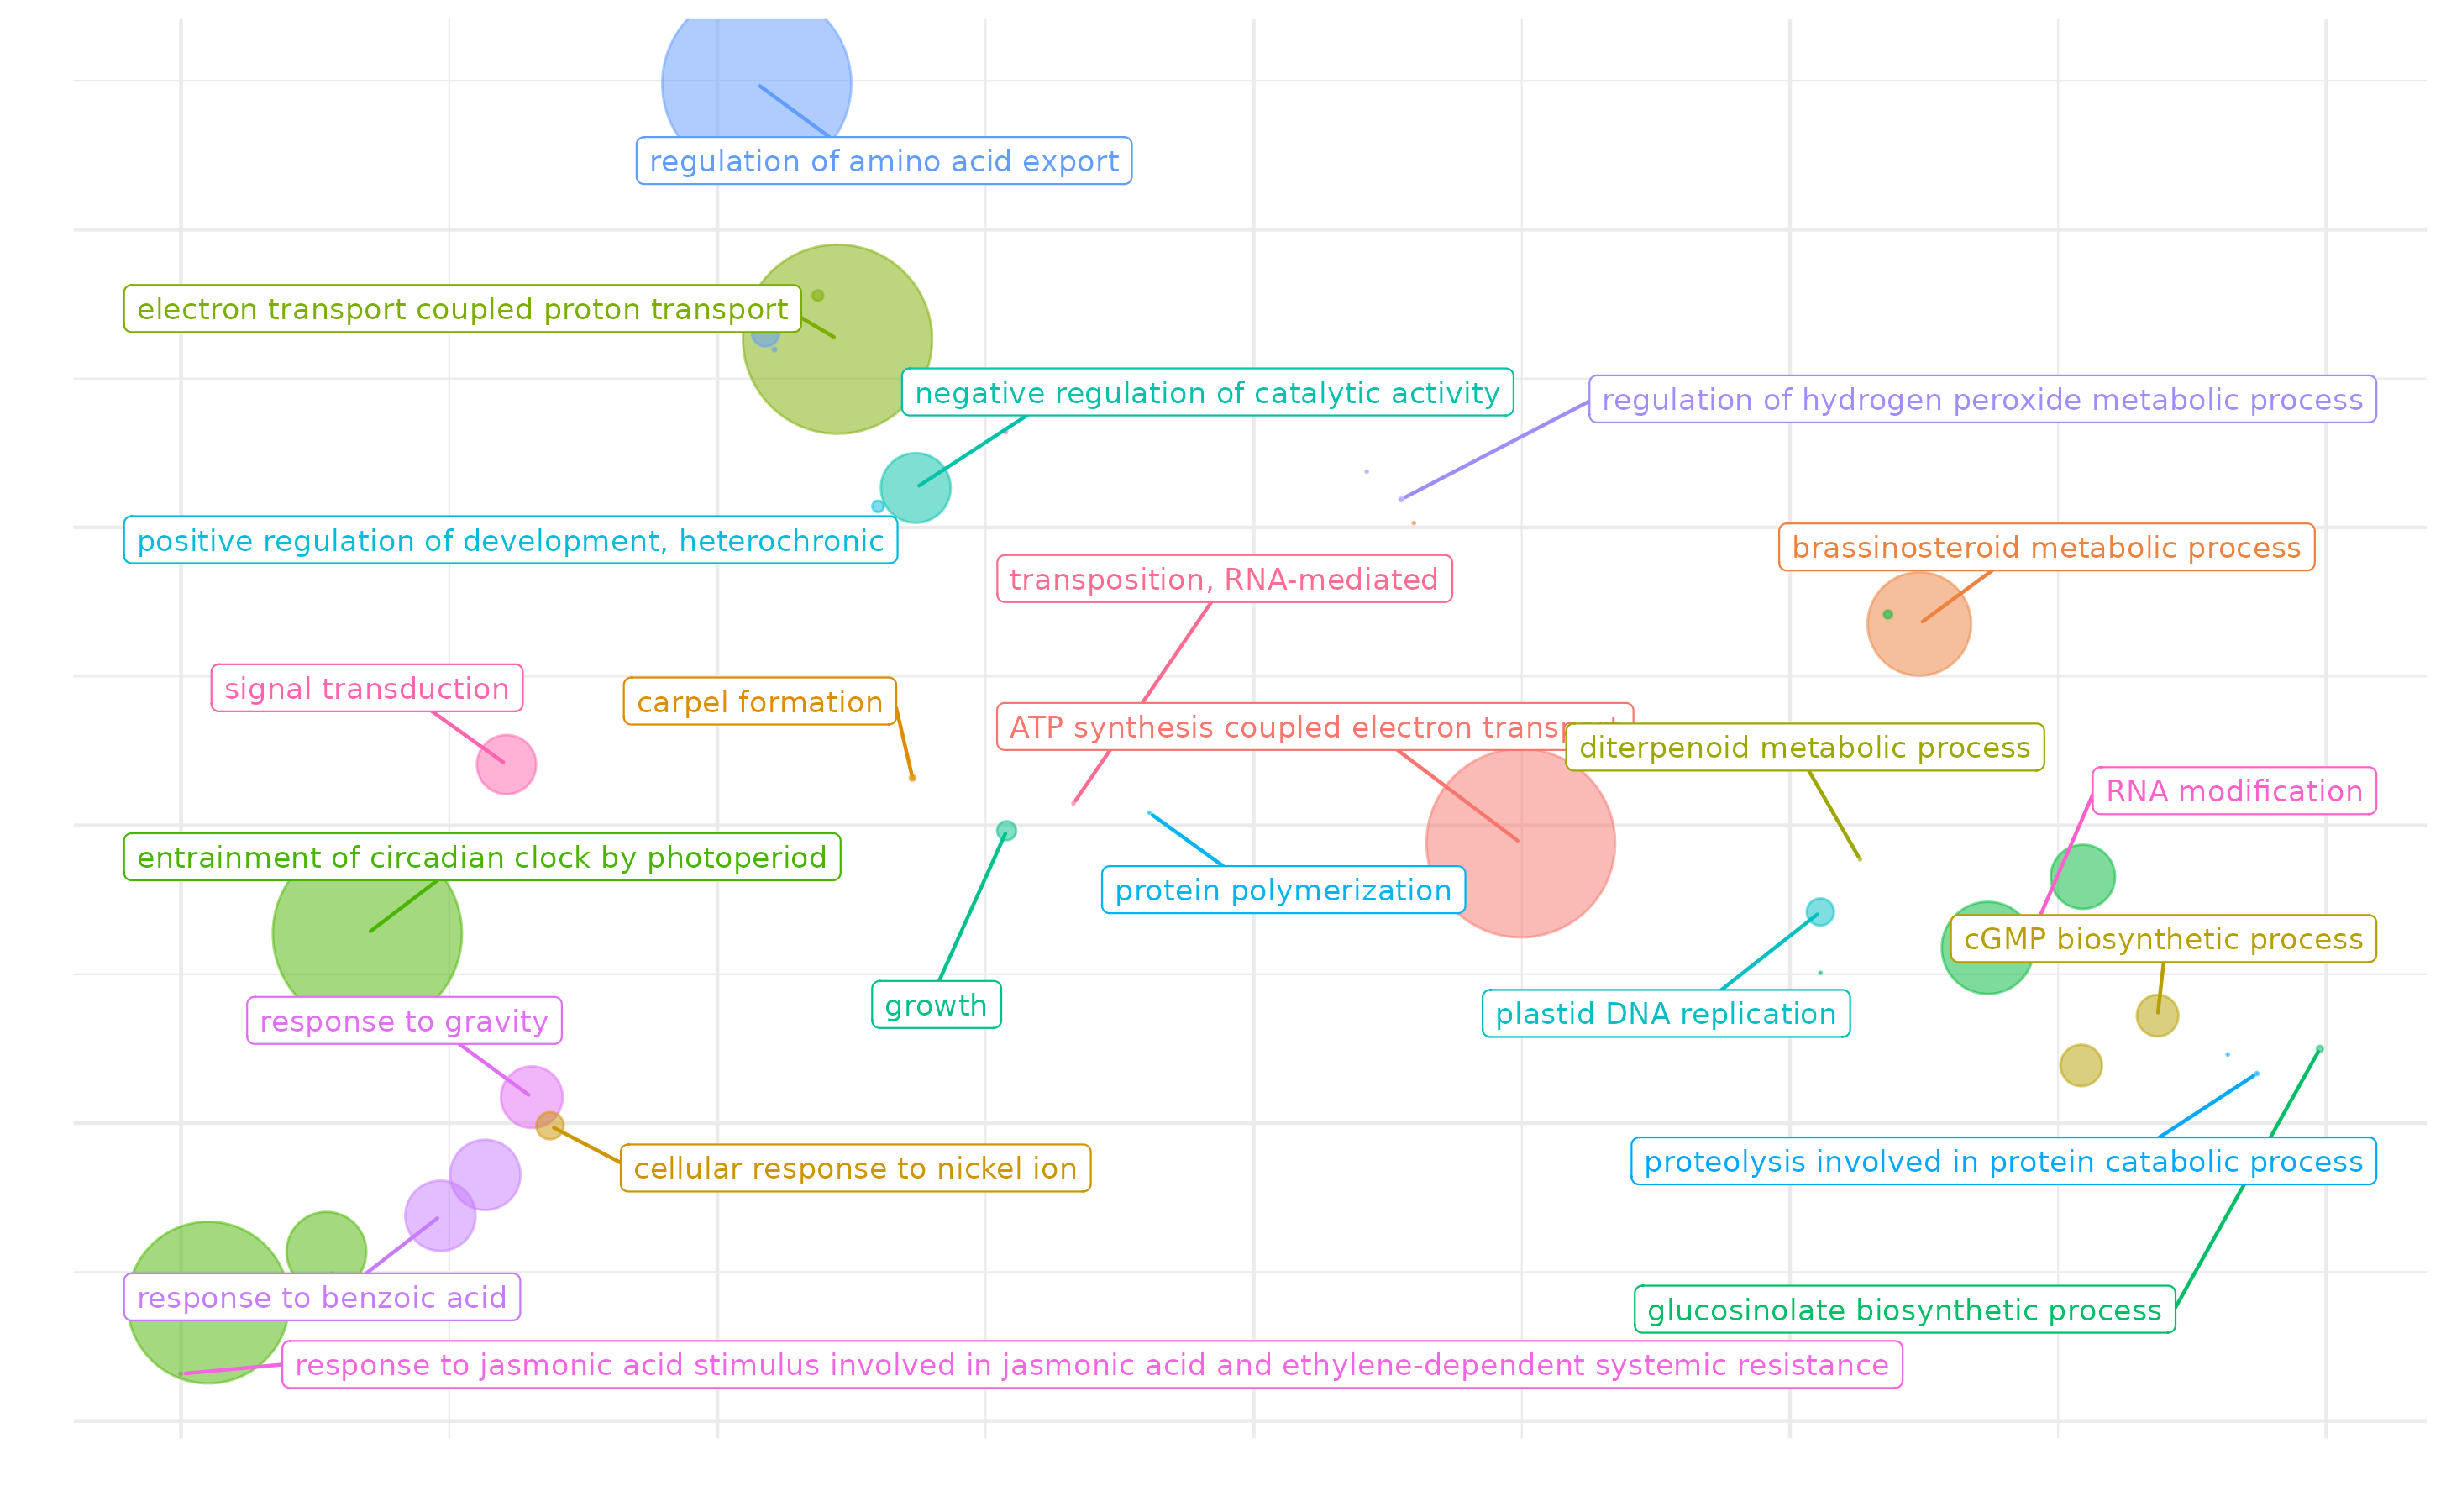 regulation of amino acid export
electron transport coupled proton transport
negative regulation of catalytic activity
regulation of hydrogen peroxide metabolic process
positive regulation of development, heterochronic
brassinosteroid metabolic process
transposition, RNA-mediated
signal transduction
carpel formation
ATP synthesis coupled electron transport
diterpenoid metabolic process
RNA modification
entrainment of circadian clock by photoperiod
protein polymerization
cGMP biosynthetic process
growth
plastid DNA replication
response to gravity
cellular response to nickel ion
proteolysis involved in protein catabolic process
response to benzoic acid
glucosinolate biosynthetic process
response to jasmonic acid stimulus involved in jasmonic acid and ethylene-dependent systemic resistance